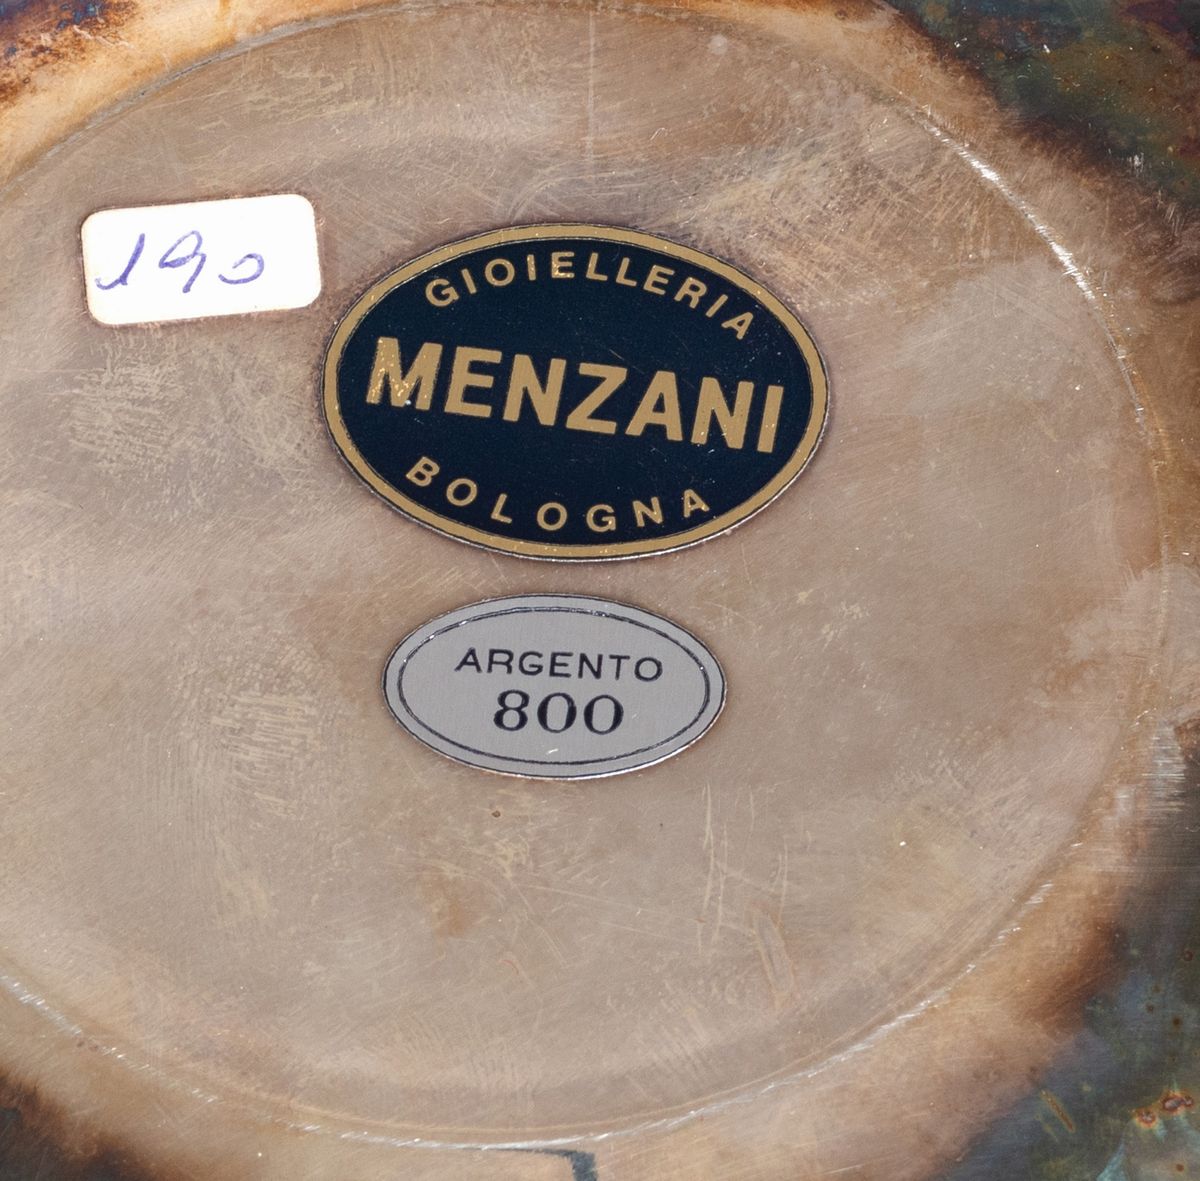 190
GIOIELLERIA
MENZANI
BOLOGNA
ARGENTO
800